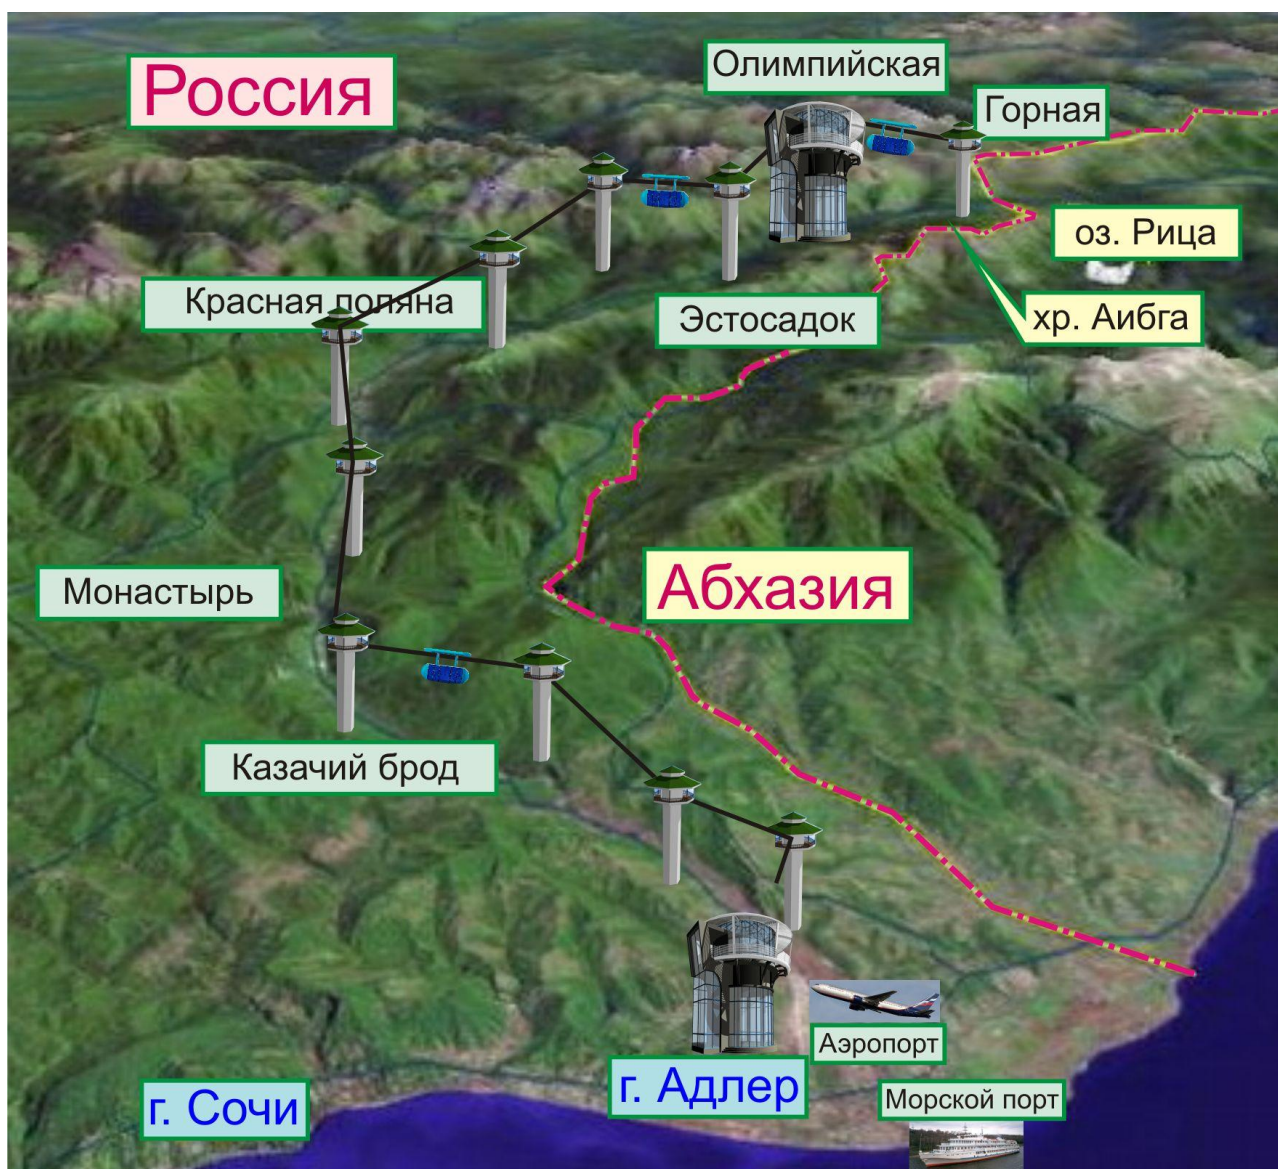 Олимпийская
Россия
Горная
оз. Рица
Красная поляна
Эстосадок
хр. Аибга
Монастырь
Абхазия
Казачий брод
Аэропорт
г. Адлер
Морской порт
г. Сочи